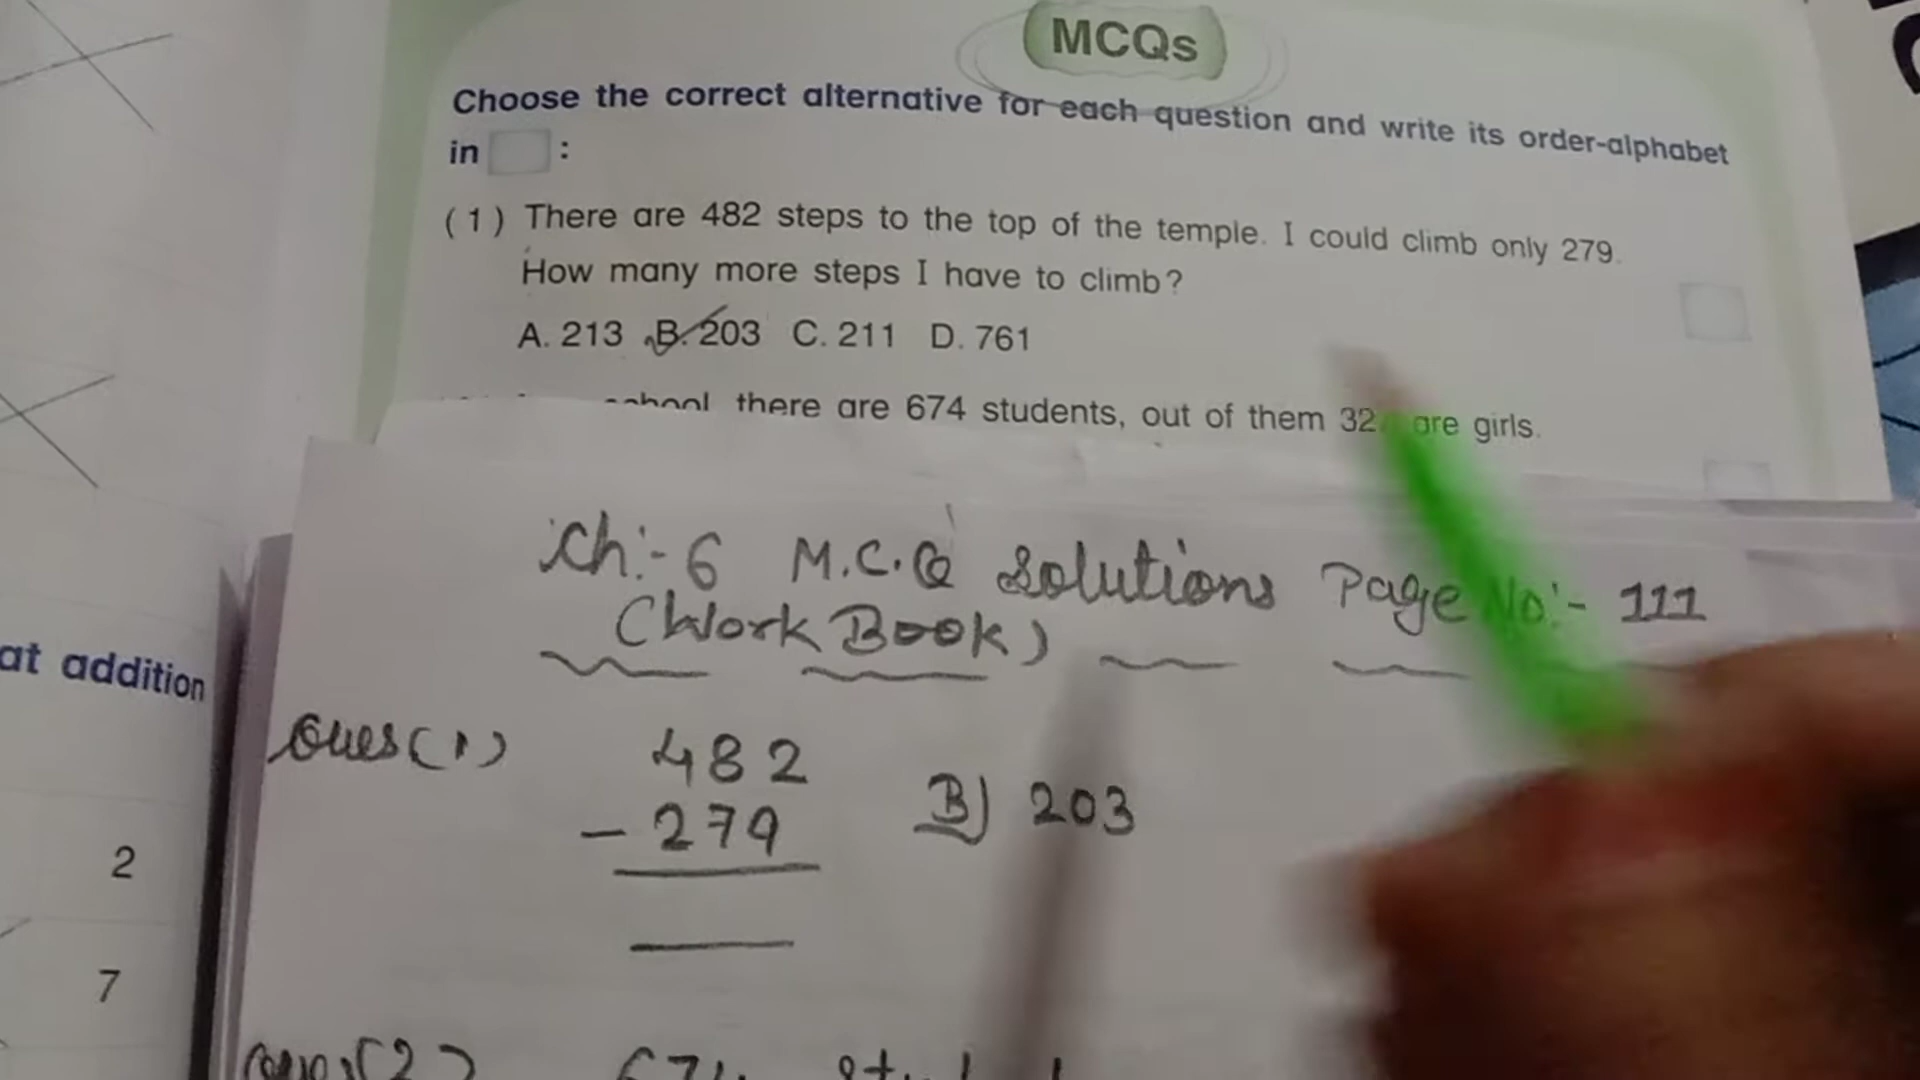 MCQs
Choose the correct alternative for each question and write its order-alphabet
in :
(1) There are 482 steps to the top of the temple. I could climb only 279.
How many more steps I have to climb?
A. 213 B. 203 C. 211 D. 761
there are 674 students, out of them are girls.
Ch:- 6 M.C.Q Solutions Page No:- 111
(Work Book)
at addition
Ques (1) 482
- 279
B) 203
2
7